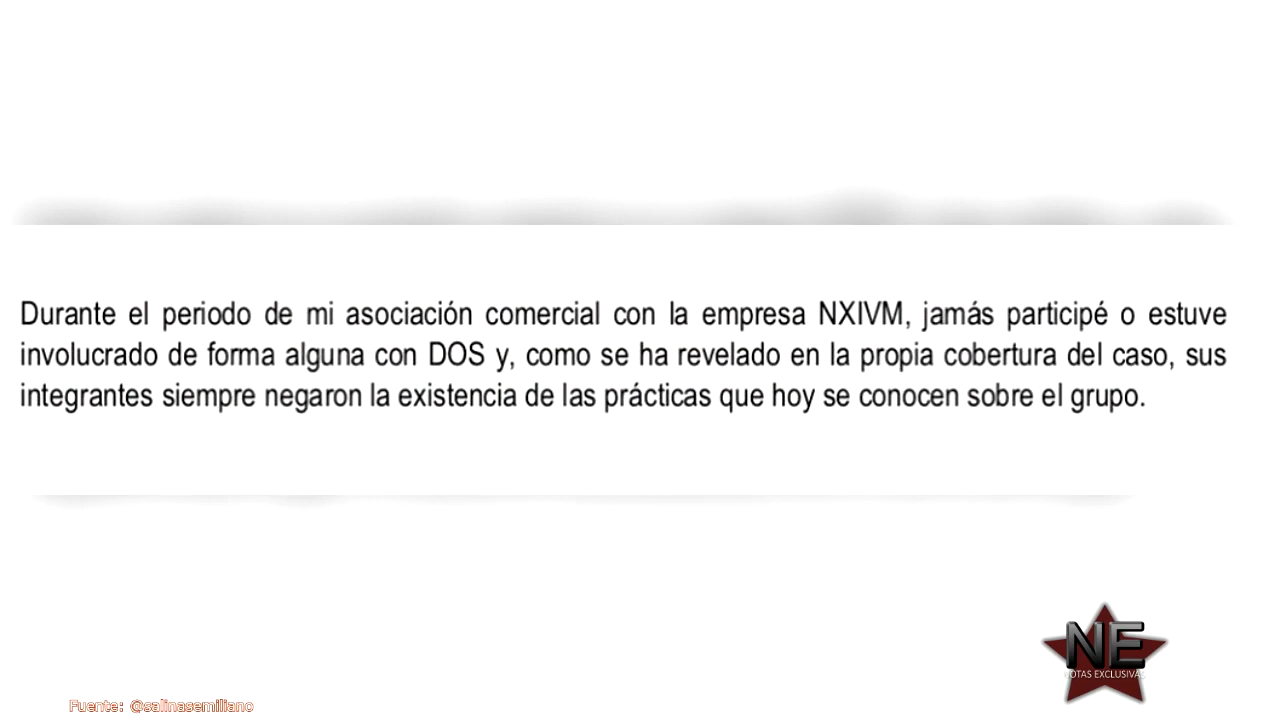 Durante el periodo de mi asociación comercial con la empresa NXIVM, jamás participé o estuve
involucrado de forma alguna con DOS y, como se ha revelado en la propia cobertura del caso, sus
integrantes siempre negaron la existencia de las prácticas que hoy se conocen sobre el grupo.
NE
NOTAS EXCLUSIVAS
Fuente: @salinasemiliano